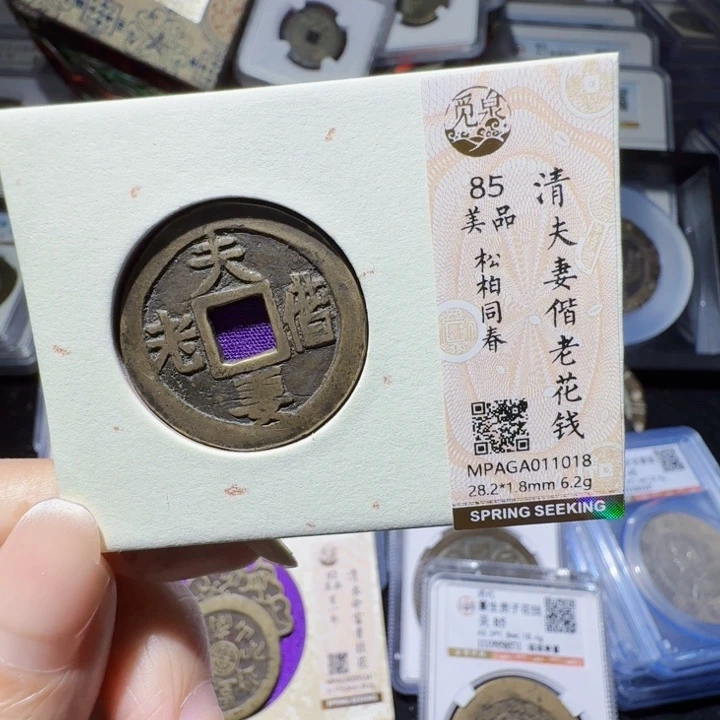 夫
妻
偕
老
觅泉
清夫妻偕老花钱
85
美品
松柏同春
MPAGA011018
28.2*1.8mm 6.2g
SPRING SEEKING